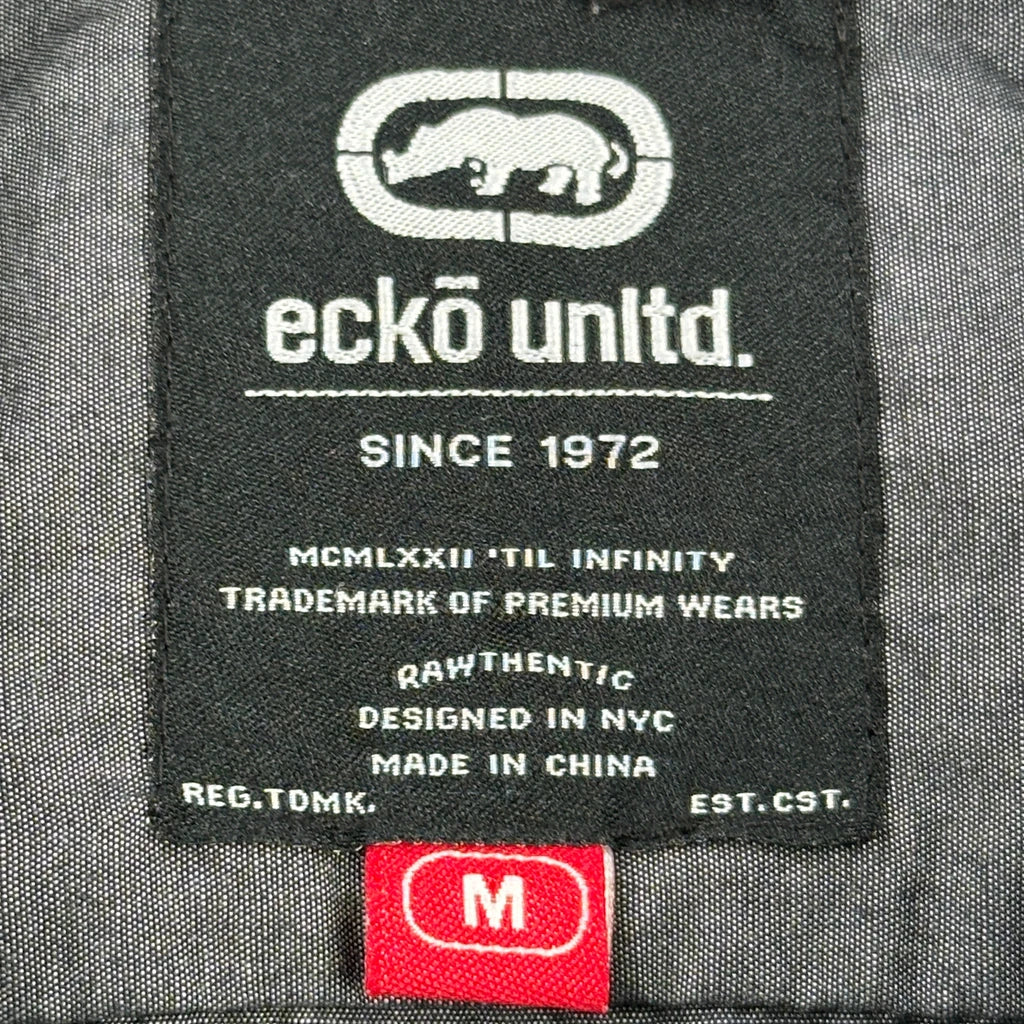 eckō unltd.
SINCE 1972
MCMLXXII 'TIL INFINITY
TRADEMARK OF PREMIUM WEARS
RAWTHENTIC
DESIGNED IN NYC
MADE IN CHINA
REG.TDMK. EST.CST.
M